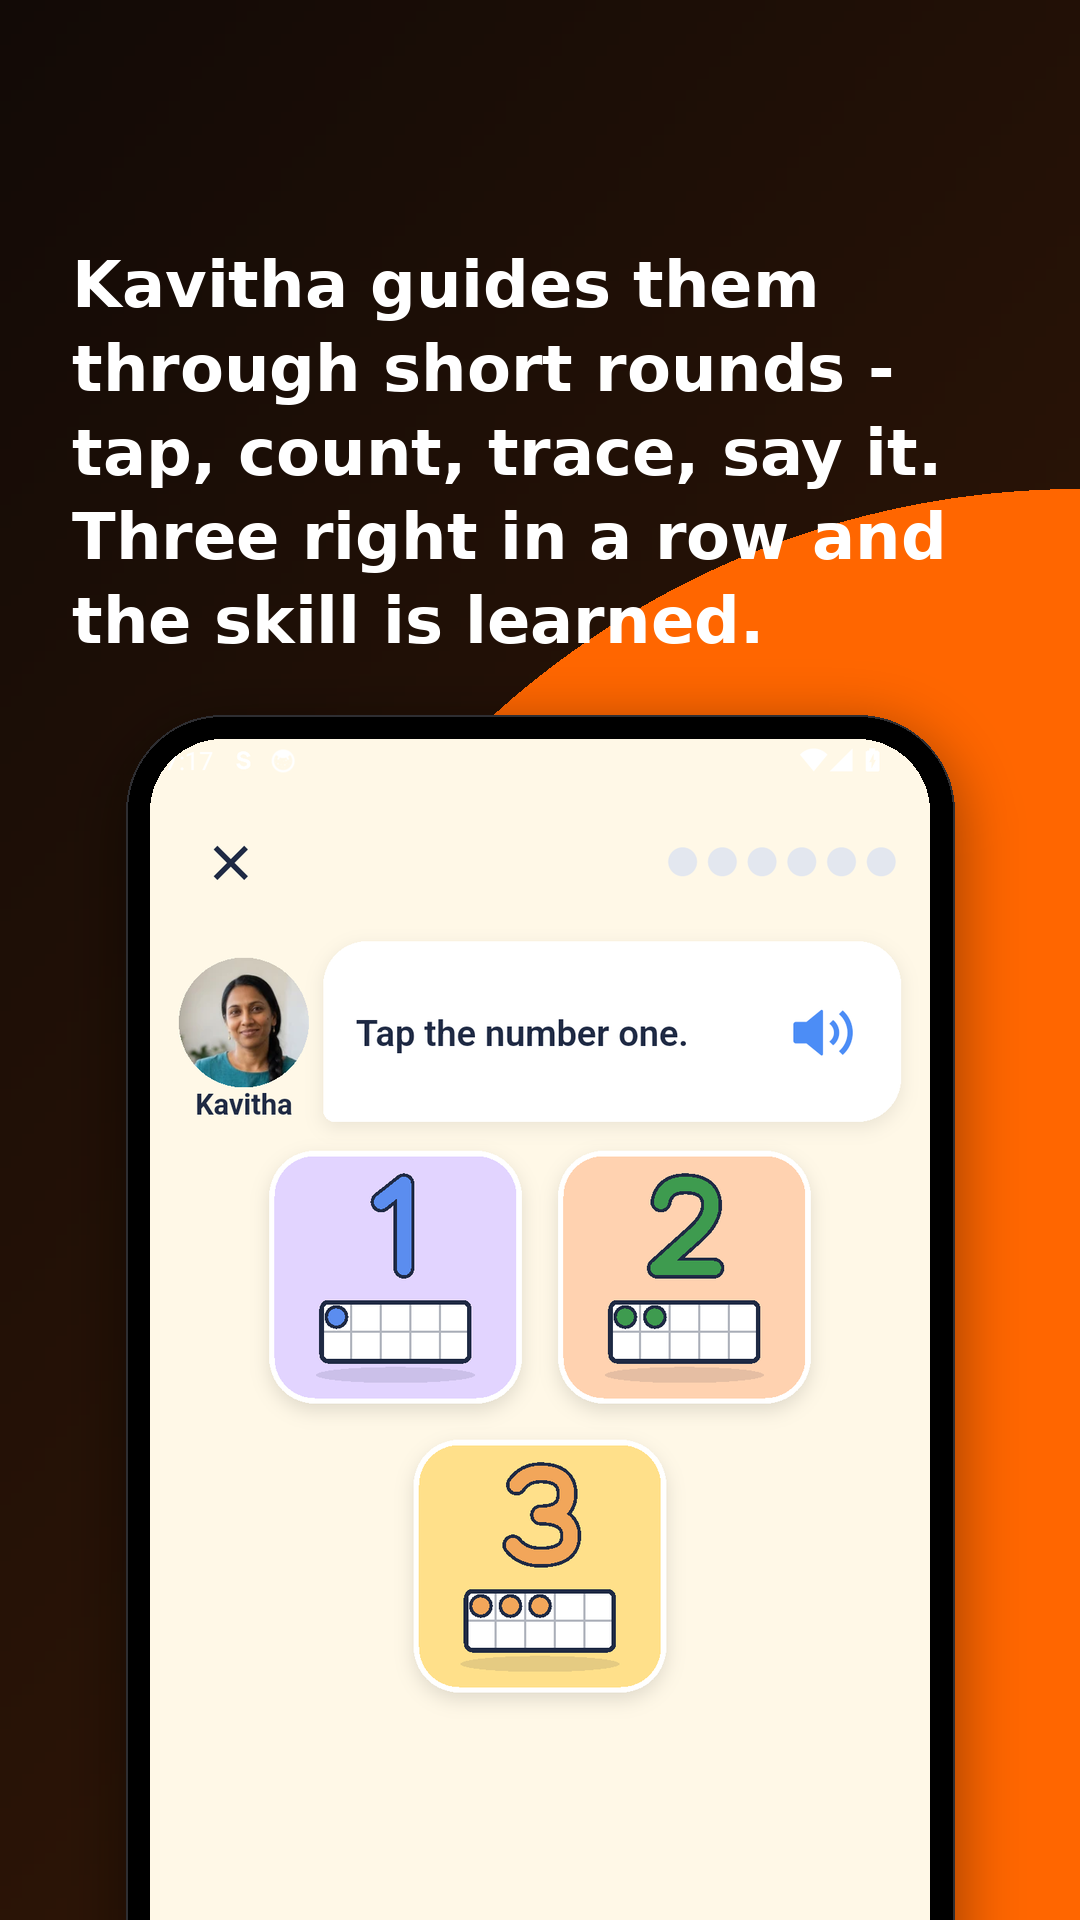 Kavitha guides them
through short rounds -
tap, count, trace, say it.
Three right in a row and
the skill is learned.
17 S
Tap the number one.
Kavitha
1 2
3